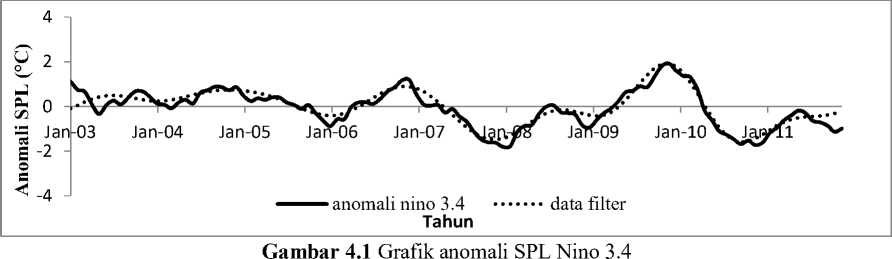 4
2
0
-2
-4
Anomali SPL (°C)
Jan-03 Jan-04 Jan-05 Jan-06 Jan-07 Jan-08 Jan-09 Jan-10 Jan-11
anomali nino 3.4 data filter
Tahun
Gambar 4.1 Grafik anomali SPL Nino 3.4